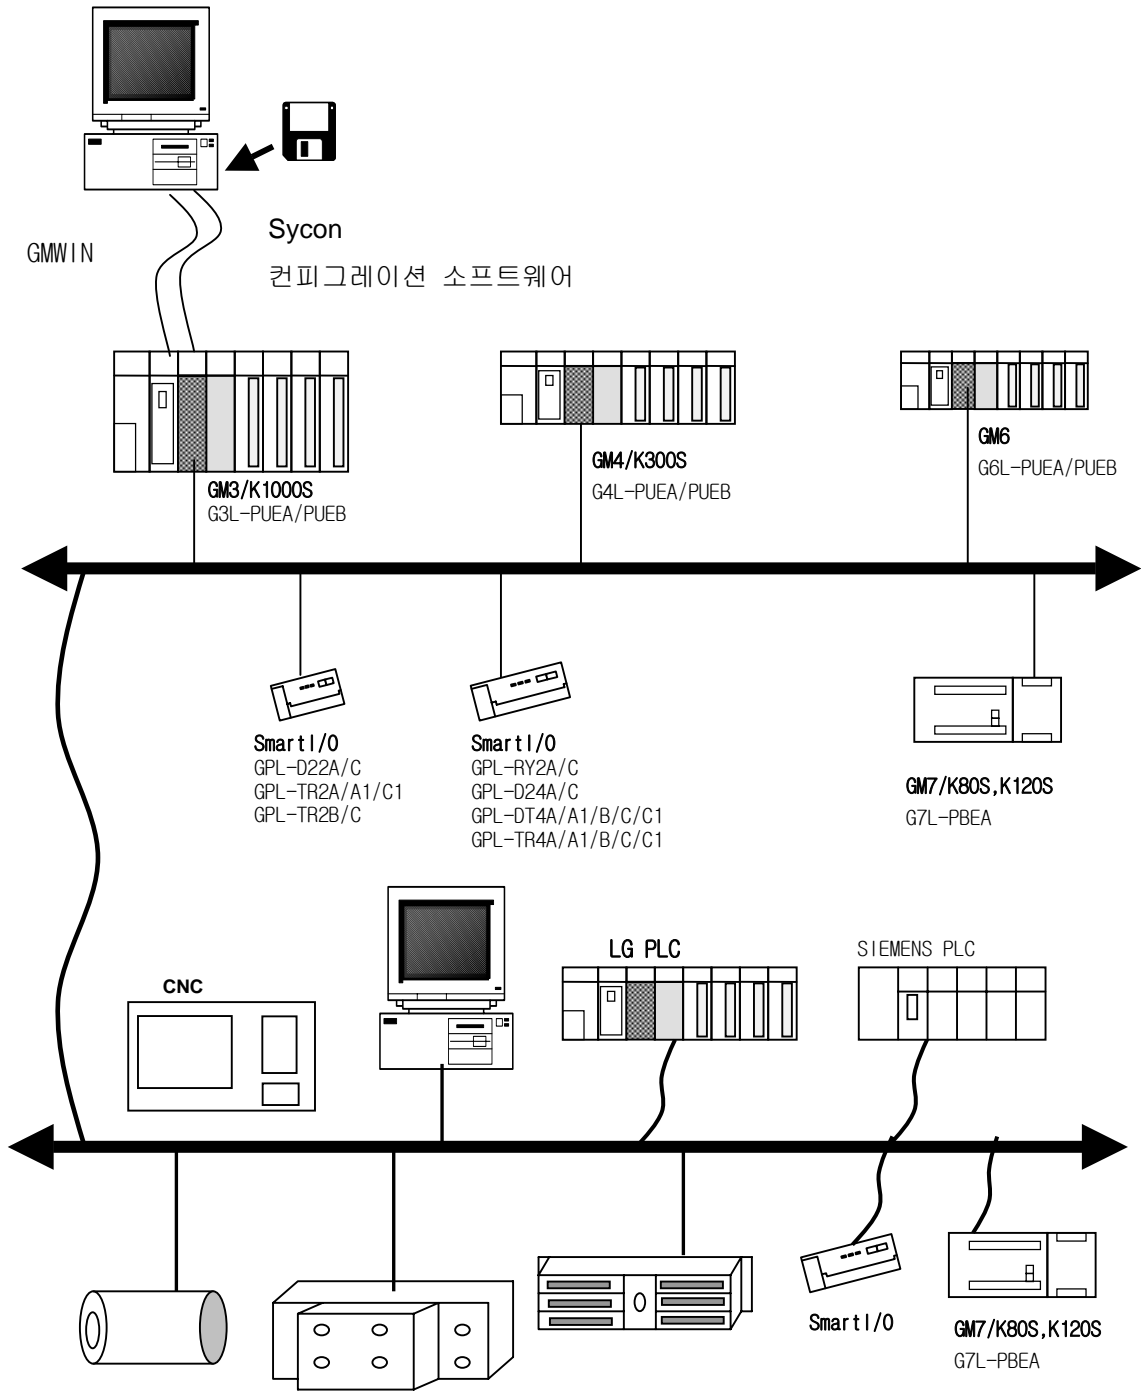 Sycon
GMWIN
컨피그레이션 소프트웨어
GM3/K1000S
G3L-PUEA/PUEB
GM4/K300S
G4L-PUEA/PUEB
GM6
G6L-PUEA/PUEB
SmartI/O
GPL-D22A/C
GPL-TR2A/A1/C1
GPL-TR2B/C
SmartI/O
GPL-RY2A/C
GPL-D24A/C
GPL-DT4A/A1/B/C/C1
GPL-TR4A/A1/B/C/C1
GM7/K80S,K120S
G7L-PBEA
CNC
LG PLC
SIEMENS PLC
SmartI/O
GM7/K80S,K120S
G7L-PBEA